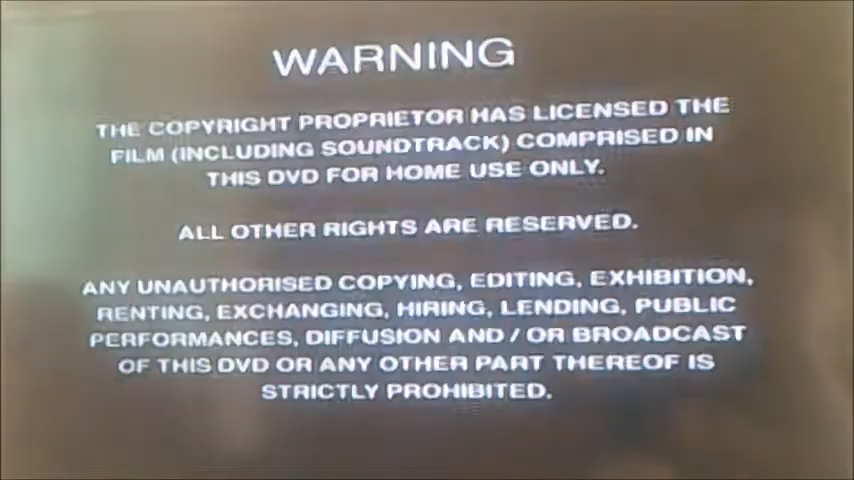 WARNING
THE COPYRIGHT PROPRIETOR HAS LICENSED THE
FILM (INCLUDING SOUNDTRACK) COMPRISED IN
THIS DVD FOR HOME USE ONLY.
ALL OTHER RIGHTS ARE RESERVED.
ANY UNAUTHORISED COPYING, EDITING, EXHIBITION,
RENTING, EXCHANGING, HIRING, LENDING, PUBLIC
PERFORMANCES, DIFFUSION AND / OR BROADCAST
OF THIS DVD OR ANY OTHER PART THEREOF IS
STRICTLY PROHIBITED.